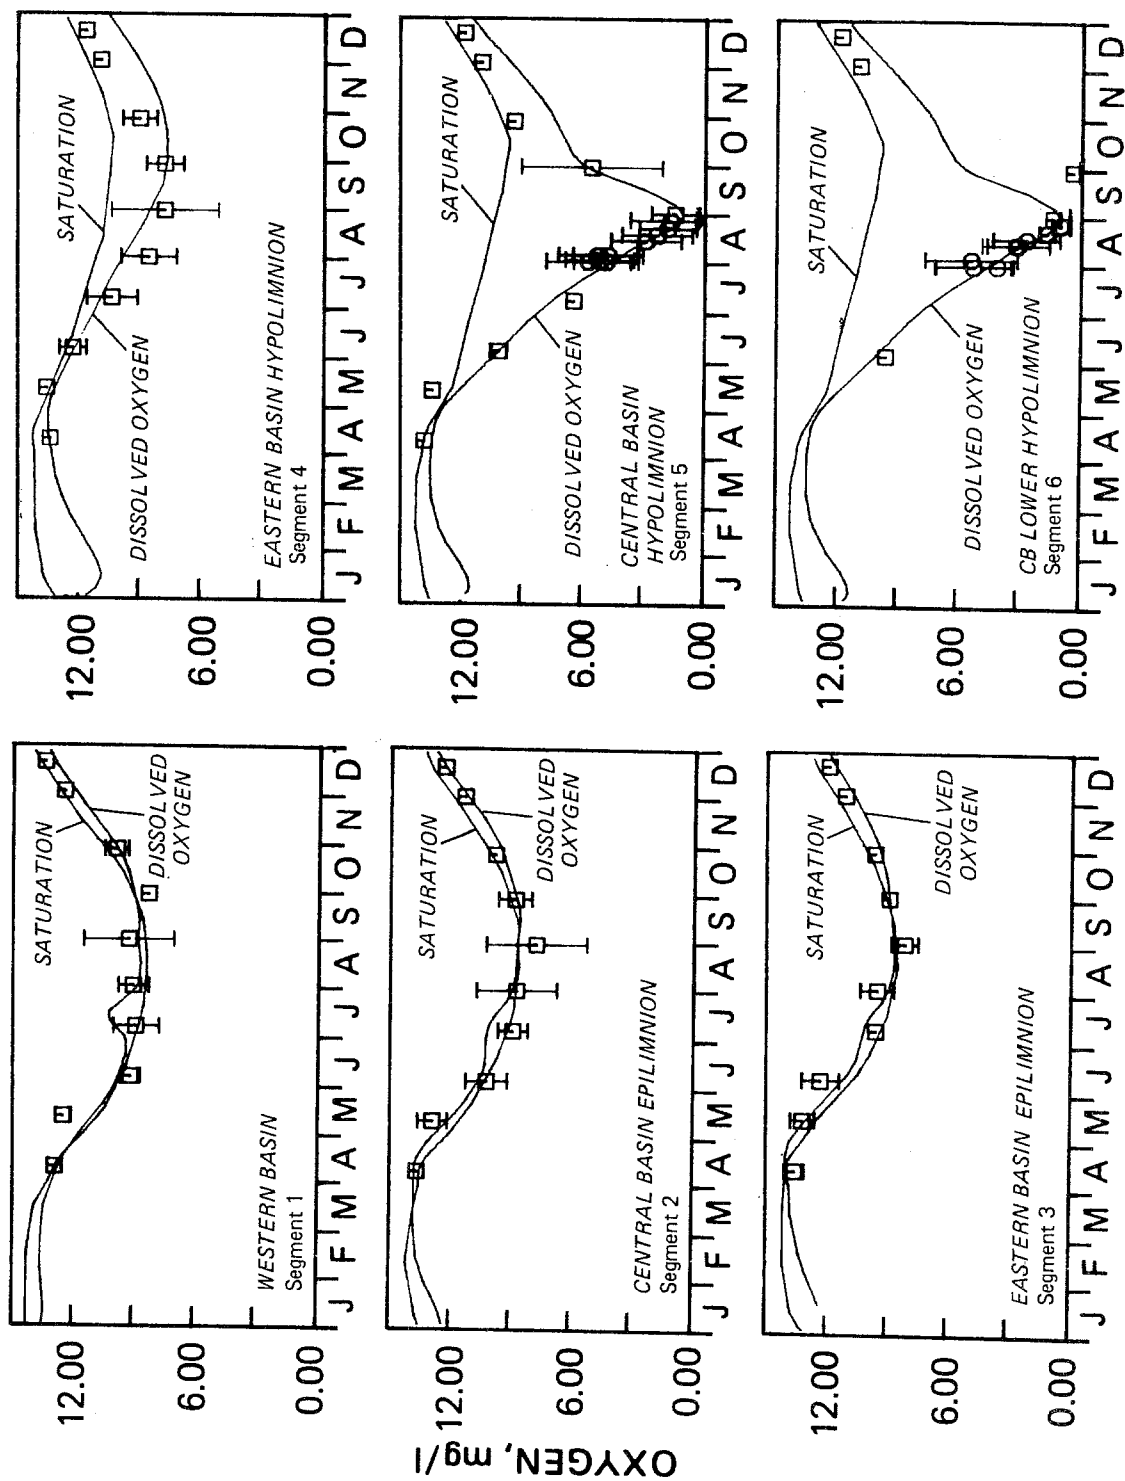 OXYGEN, mg/l
12.00
6.00
0.00
SATURATION
DISSOLVED
OXYGEN
WESTERN BASIN
Segment 1
J F M A M J J A S O N D
12.00
6.00
0.00
SATURATION
DISSOLVED
OXYGEN
CENTRAL BASIN EPILIMNION
Segment 2
J F M A M J J A S O N D
12.00
6.00
0.00
SATURATION
DISSOLVED
OXYGEN
EASTERN BASIN EPILIMNION
Segment 3
J F M A M J J A S O N D
12.00
6.00
0.00
SATURATION
DISSOLVED OXYGEN
EASTERN BASIN HYPOLIMNION
Segment 4
J F M A M J J A S O N D
12.00
6.00
0.00
SATURATION
DISSOLVED OXYGEN
CENTRAL BASIN
HYPOLIMNION
Segment 5
J F M A M J J A S O N D
12.00
6.00
0.00
SATURATION
DISSOLVED OXYGEN
CB LOWER HYPOLIMNION
Segment 6
J F M A M J J A S O N D